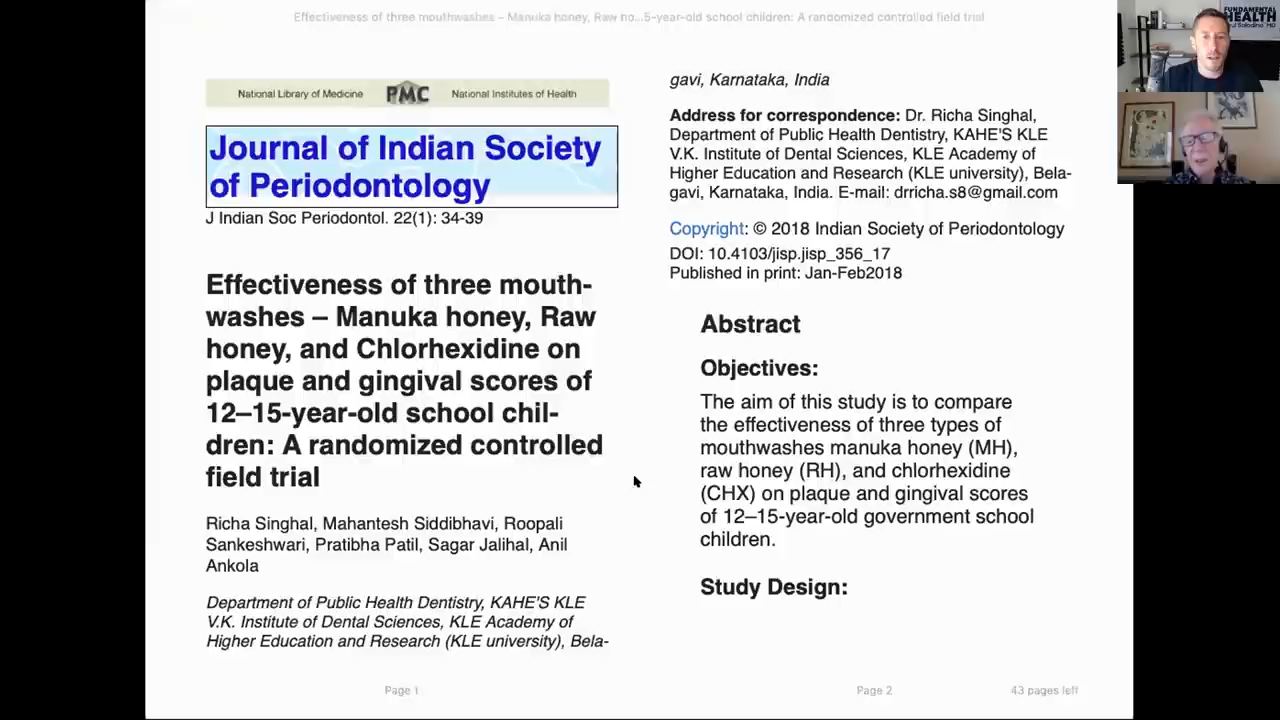 Effectiveness of three mouthwashes – Manuka honey, Raw no...5-year-old school children: A randomized controlled field trial
FUNDAMENTAL
HEALTH
National Library of Medicine PMC National Institutes of Health
Journal of Indian Society
of Periodontology
J Indian Soc Periodontol. 22(1): 34-39
Effectiveness of three mouth-
washes – Manuka honey, Raw
honey, and Chlorhexidine on
plaque and gingival scores of
12–15-year-old school chil-
dren: A randomized controlled
field trial
Richa Singhal, Mahantesh Siddibhavi, Roopali
Sankeshwari, Pratibha Patil, Sagar Jalihal, Anil
Ankola
Department of Public Health Dentistry, KAHE'S KLE
V.K. Institute of Dental Sciences, KLE Academy of
Higher Education and Research (KLE university), Bela-
Page 1
gavi, Karnataka, India
Address for correspondence: Dr. Richa Singhal,
Department of Public Health Dentistry, KAHE'S KLE
V.K. Institute of Dental Sciences, KLE Academy of
Higher Education and Research (KLE university), Bela-
gavi, Karnataka, India. E-mail: drricha.s8@gmail.com
Copyright: © 2018 Indian Society of Periodontology
DOI: 10.4103/jisp.jisp_356_17
Published in print: Jan-Feb2018
Abstract
Objectives:
The aim of this study is to compare
the effectiveness of three types of
mouthwashes manuka honey (MH),
raw honey (RH), and chlorhexidine
(CHX) on plaque and gingival scores
of 12–15-year-old government school
children.
Study Design:
Page 2
43 pages left